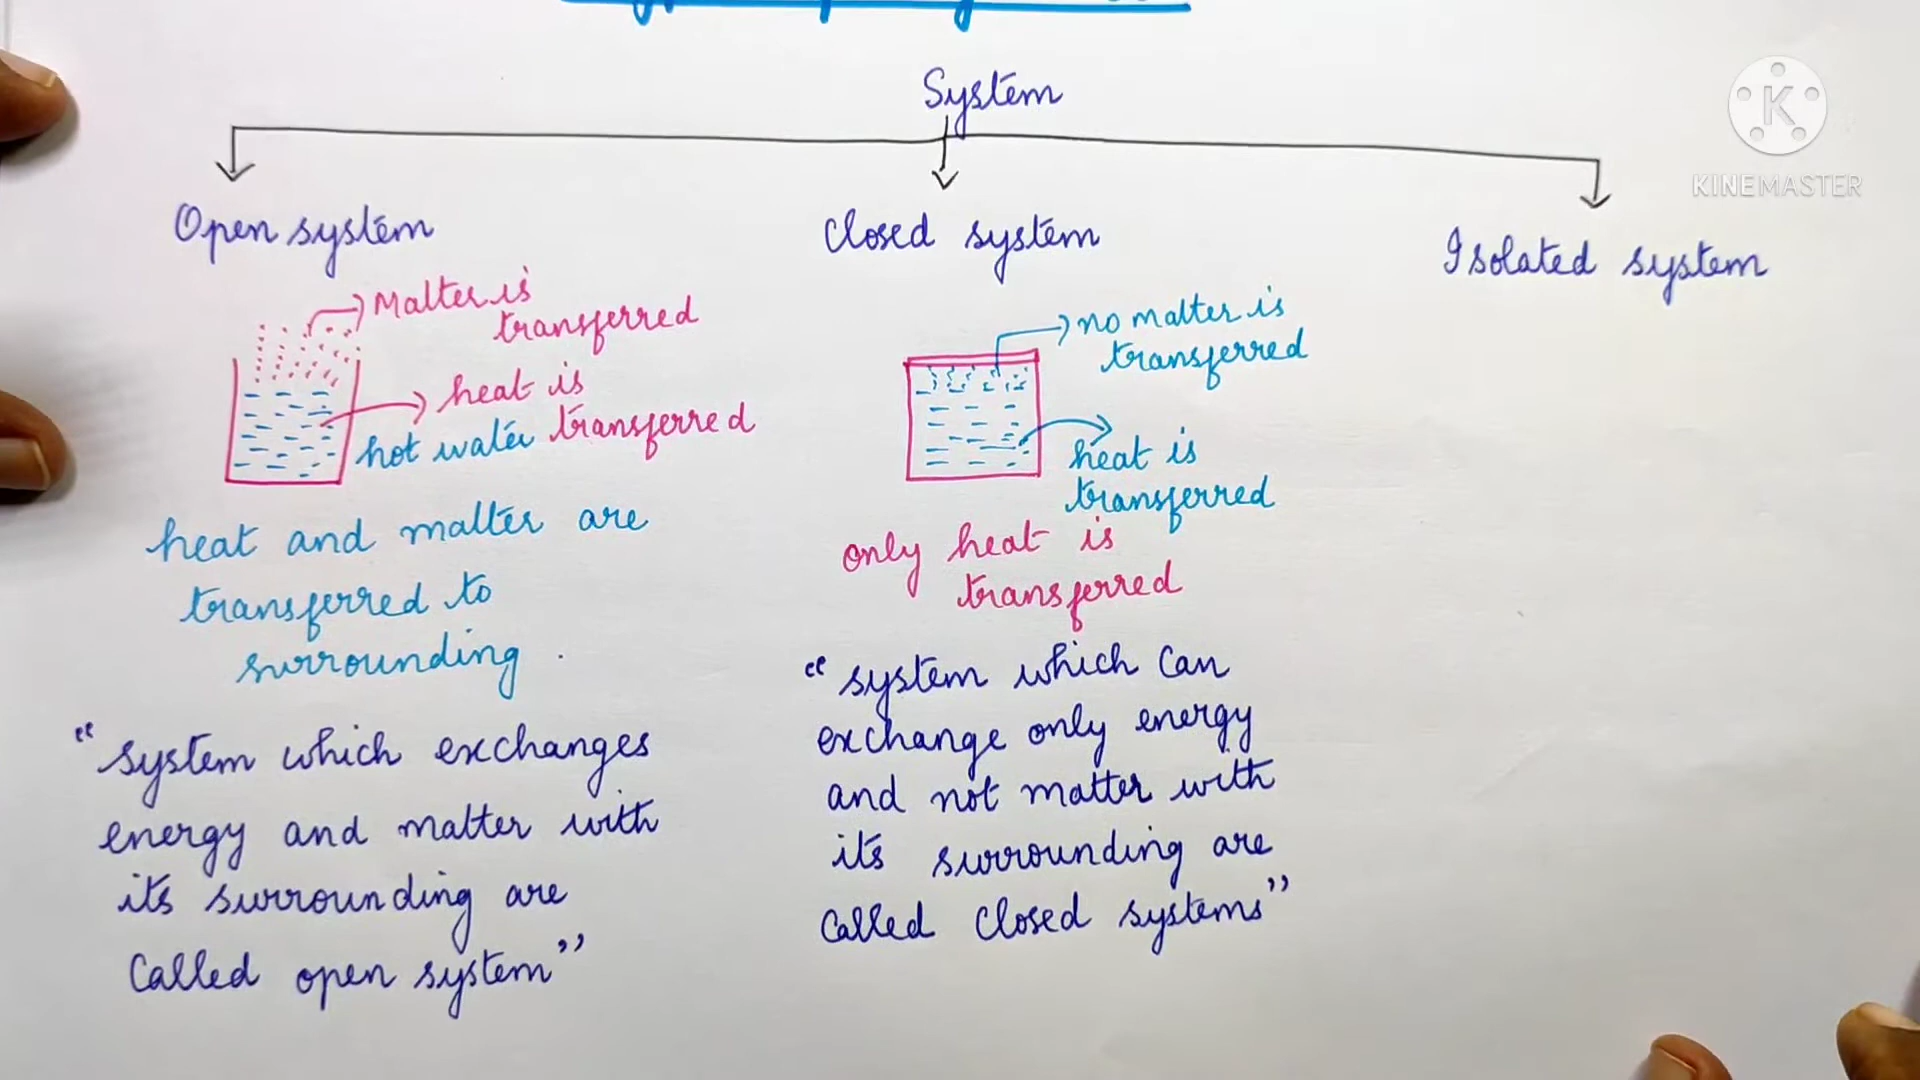 System
Open system
Matter is
transferred
heat is
transferred
hot water
heat and matter are
transferred to
surrounding.
"system which exchanges
energy and matter with
its surrounding are
called open system"
Closed system
no matter is
transferred
heat is
transferred
only heat is
transferred
"system which can
exchange only energy
and not matter with
its surrounding are
called closed systems"
Isolated system
K
KINEMASTER